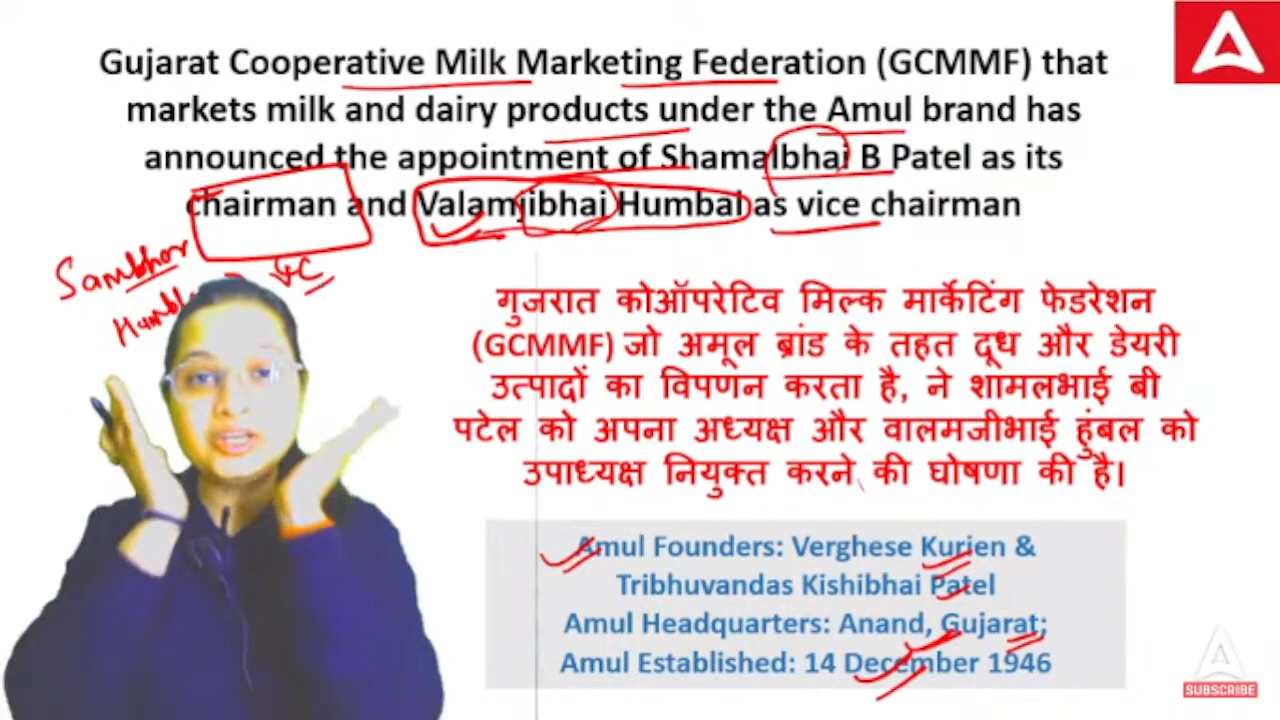 Gujarat Cooperative Milk Marketing Federation (GCMMF) that
markets milk and dairy products under the Amul brand has
announced the appointment of Shamalbhai B Patel as its
chairman and Valamjibhai Humbal as vice chairman
Sambhar
VC
Humbl
गुजरात कोऑपरेटिव मिल्क मार्केटिंग फेडरेशन
(GCMMF) जो अमूल ब्रांड के तहत दूध और डेयरी
उत्पादों का विपणन करता है, ने शामलभाई बी
पटेल को अपना अध्यक्ष और वालमजीभाई हुंबल को
उपाध्यक्ष नियुक्त करने की घोषणा की है।
Amul Founders: Verghese Kurien &
Tribhuvandas Kishibhai Patel
Amul Headquarters: Anand, Gujarat;
Amul Established: 14 December 1946
SUBSCRIBE